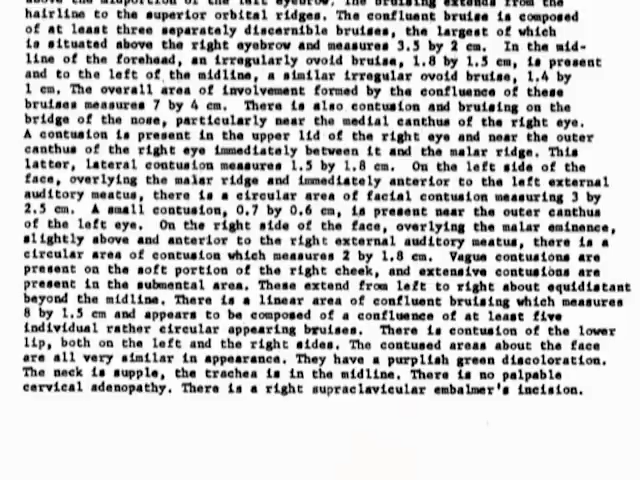 above the midportion of the left eyebrow. The bruising extends from the
hairline to the superior orbital ridges. The confluent bruise is composed
of at least three separately discernible bruises, the largest of which
is situated above the right eyebrow and measures 3.5 by 2 cm. In the mid-
line of the forehead, an irregularly ovoid bruise, 1.8 by 1.5 cm, is present
and to the left of the midline, a similar irregular ovoid bruise, 1.4 by
1 cm. The overall area of involvement formed by the confluence of these
bruises measures 7 by 4 cm. There is also contusion and bruising on the
bridge of the nose, particularly near the medial canthus of the right eye.
A contusion is present in the upper lid of the right eye and near the outer
canthus of the right eye immediately between it and the malar ridge. This
latter, lateral contusion measures 1.5 by 1.8 cm. On the left side of the
face, overlying the malar ridge and immediately anterior to the left external
auditory meatus, there is a circular area of facial contusion measuring 3 by
2.5 cm. A small contusion, 0.7 by 0.6 cm, is present near the outer canthus
of the left eye. On the right side of the face, overlying the malar eminence,
slightly above and anterior to the right external auditory meatus, there is a
circular area of contusion which measures 2 by 1.8 cm. Vague contusions are
present on the soft portion of the right cheek, and extensive contusions are
present in the submental area. These extend from left to right about equidistant
beyond the midline. There is a linear area of confluent bruising which measures
8 by 1.5 cm and appears to be composed of a confluence of at least five
individual rather circular appearing bruises. There is contusion of the lower
lip, both on the left and the right sides. The contused areas about the face
are all very similar in appearance. They have a purplish green discoloration.
The neck is supple, the trachea is in the midline. There is no palpable
cervical adenopathy. There is a right supraclavicular embalmer's incision.